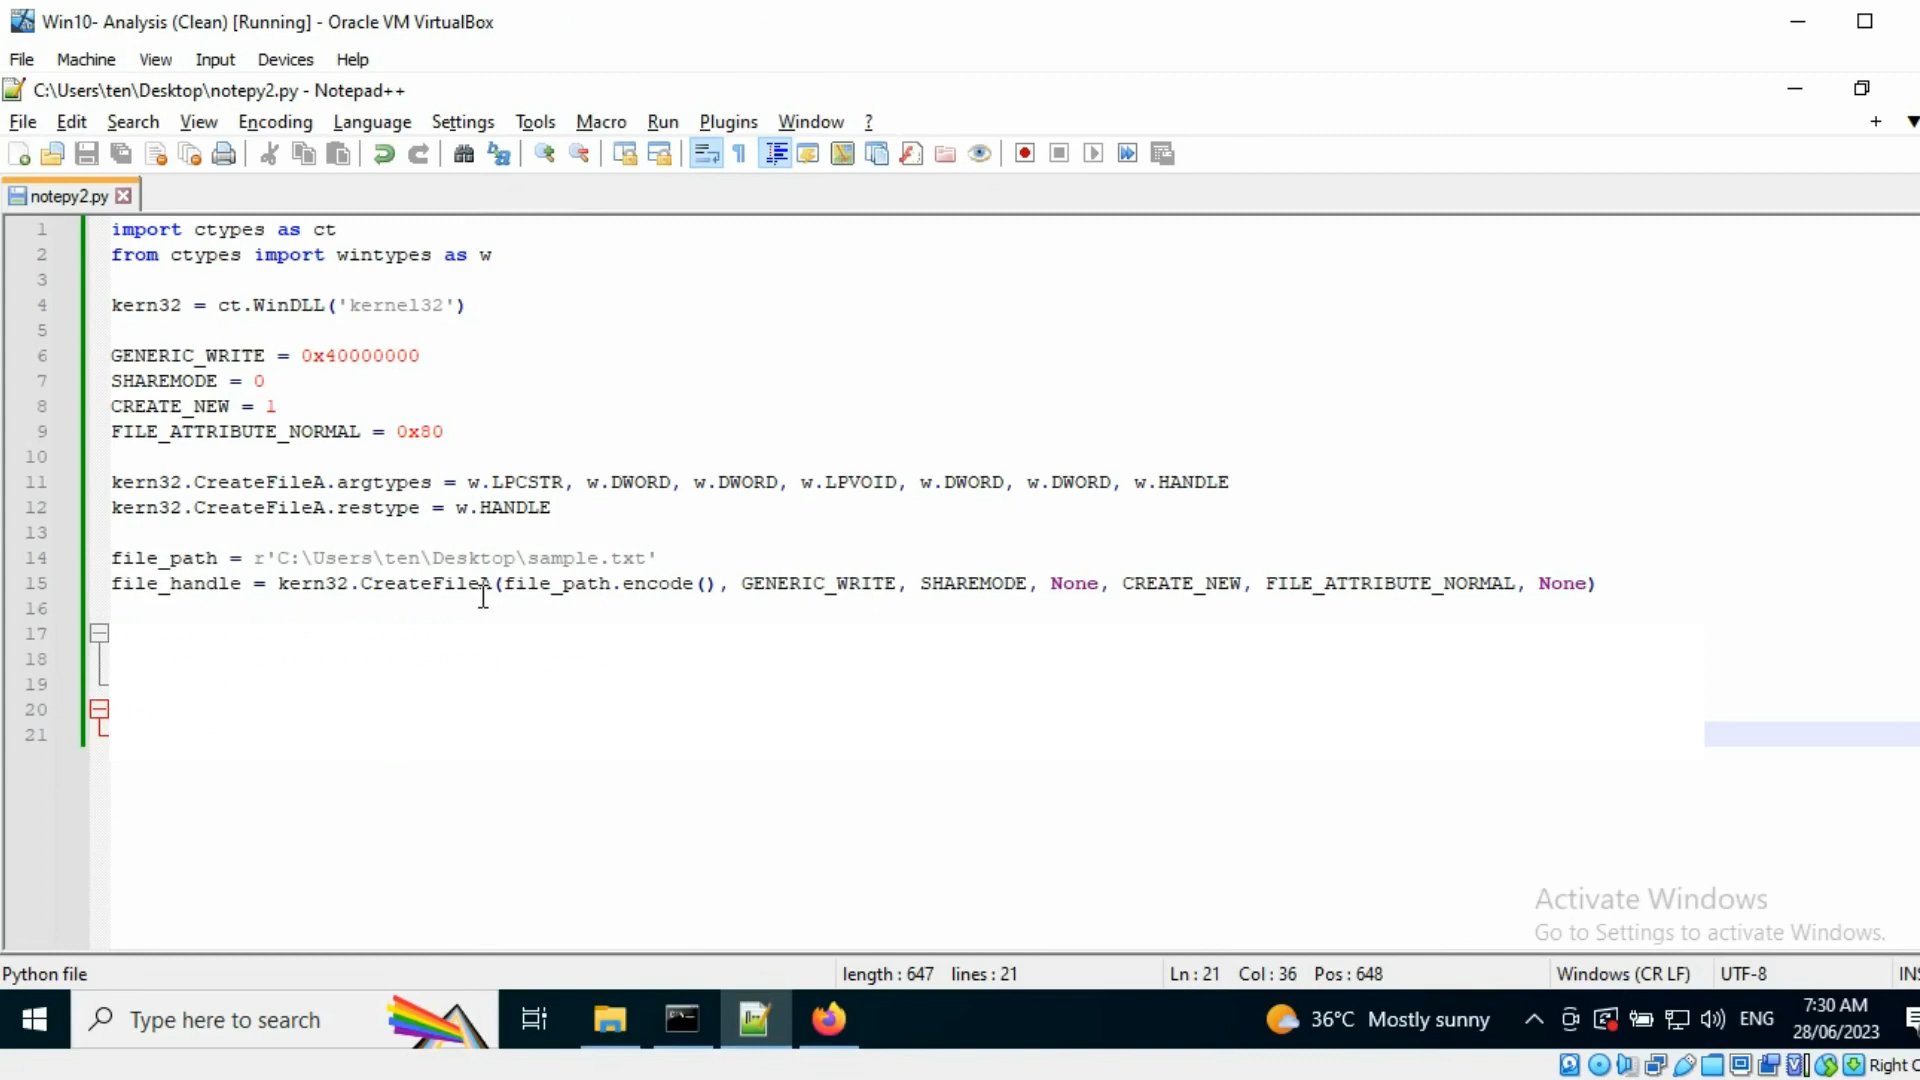 Win10- Analysis (Clean) [Running] - Oracle VM VirtualBox
File Machine View Input Devices Help
C:\Users\ten\Desktop\notepy2.py - Notepad++
File Edit Search View Encoding Language Settings Tools Macro Run Plugins Window ?
notepy2.py
1 import ctypes as ct
2 from ctypes import wintypes as w
3
4 kern32 = ct.WinDLL('kernel32')
5
6 GENERIC_WRITE = 0x40000000
7 SHAREMODE = 0
8 CREATE_NEW = 1
9 FILE_ATTRIBUTE_NORMAL = 0x80
10
11 kern32.CreateFileA.argtypes = w.LPCSTR, w.DWORD, w.DWORD, w.LPVOID, w.DWORD, w.DWORD, w.HANDLE
12 kern32.CreateFileA.restype = w.HANDLE
13
14 file_path = r'C:\Users\ten\Desktop\sample.txt'
15 file_handle = kern32.CreateFileA(file_path.encode(), GENERIC_WRITE, SHAREMODE, None, CREATE_NEW, FILE_ATTRIBUTE_NORMAL, None)
16
17
18
19
20
21
Activate Windows
Go to Settings to activate Windows.
Python file length : 647 lines : 21 Ln : 21 Col : 36 Pos : 648 Windows (CR LF) UTF-8 INS
Type here to search
36°C Mostly sunny
ENG
7:30 AM
28/06/2023
Right C